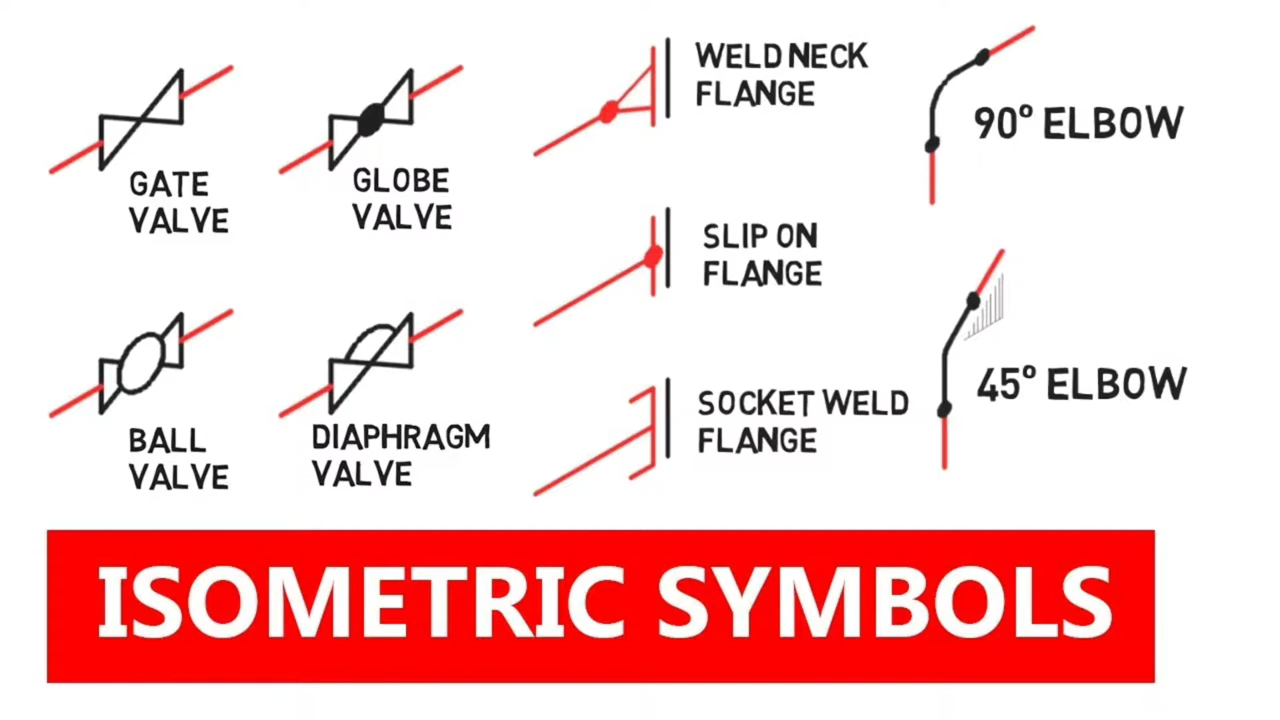 GATE
VALVE
GLOBE
VALVE
WELD NECK
FLANGE
90° ELBOW
SLIP ON
FLANGE
BALL
VALVE
DIAPHRAGM
VALVE
SOCKET WELD
FLANGE
45° ELBOW
ISOMETRIC SYMBOLS